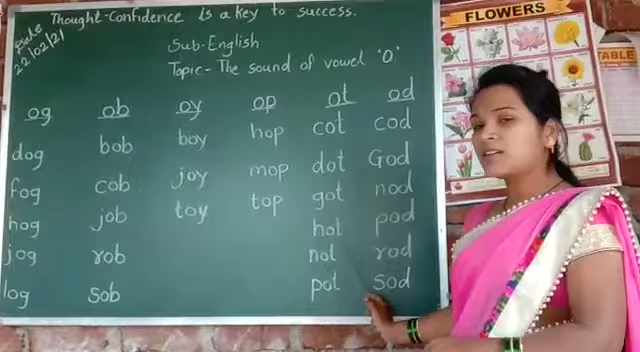 Thought-Confidence is a key to success.
Date
22/02/21
Sub-English
Topic-The sound of vowel 'O'
og ob oy op ot od
dog bob boy hop cot cod
fog cob joy mop dot God
hog job toy top got nod
jog rob hot pod
log sob not rod
pot sod
FLOWERS
TABLE